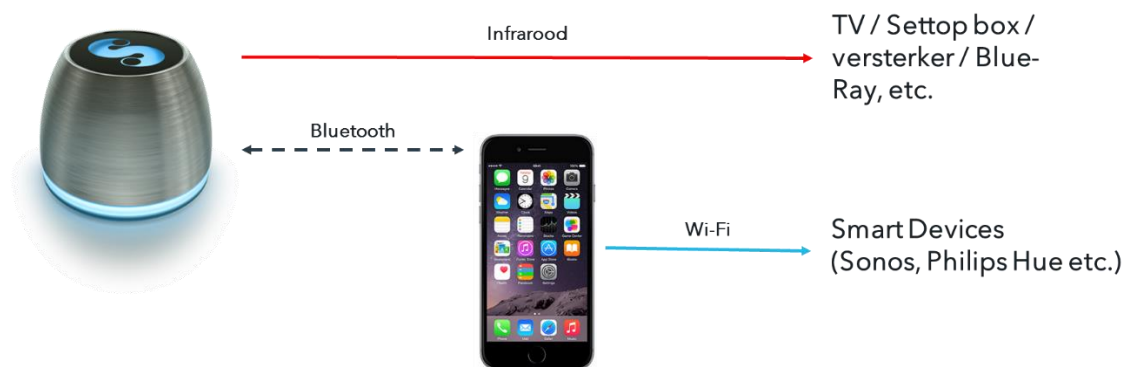 Infrarood
TV / Settop box /
versterker / Blue-
Ray, etc.
Bluetooth
Wi-Fi
Smart Devices
(Sonos, Philips Hue etc.)